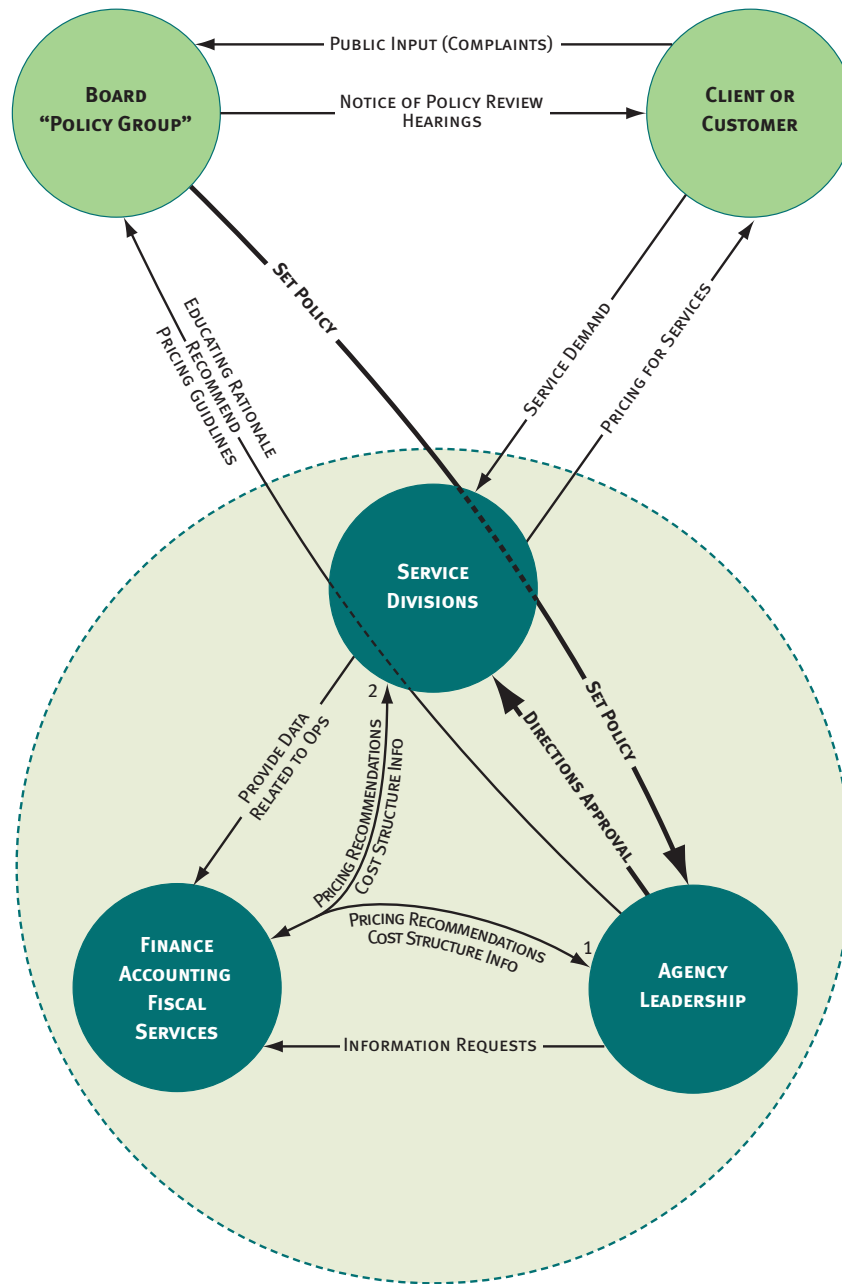 Public Input (Complaints)
Board
“Policy Group”
Notice of Policy Review
Hearings
Client or
Customer
Set Policy
Educating Rationale
Recommend
Pricing Guidlines
Service Demand
Pricing for Services
Service
Divisions
Set Policy
Directions Approval
2
Provide Data
Related to Ops
Pricing Recommendations
Cost Structure Info
Pricing Recommendations
Cost Structure Info
1
Finance
Accounting
Fiscal
Services
Agency
Leadership
Information Requests